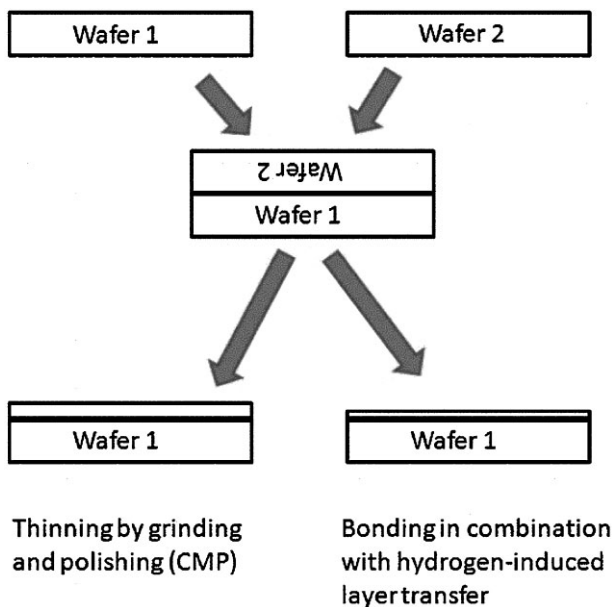 Wafer 1
Wafer 2
Wafer 2
Wafer 1
Wafer 1
Wafer 1
Thinning by grinding
and polishing (CMP)
Bonding in combination
with hydrogen-induced
layer transfer